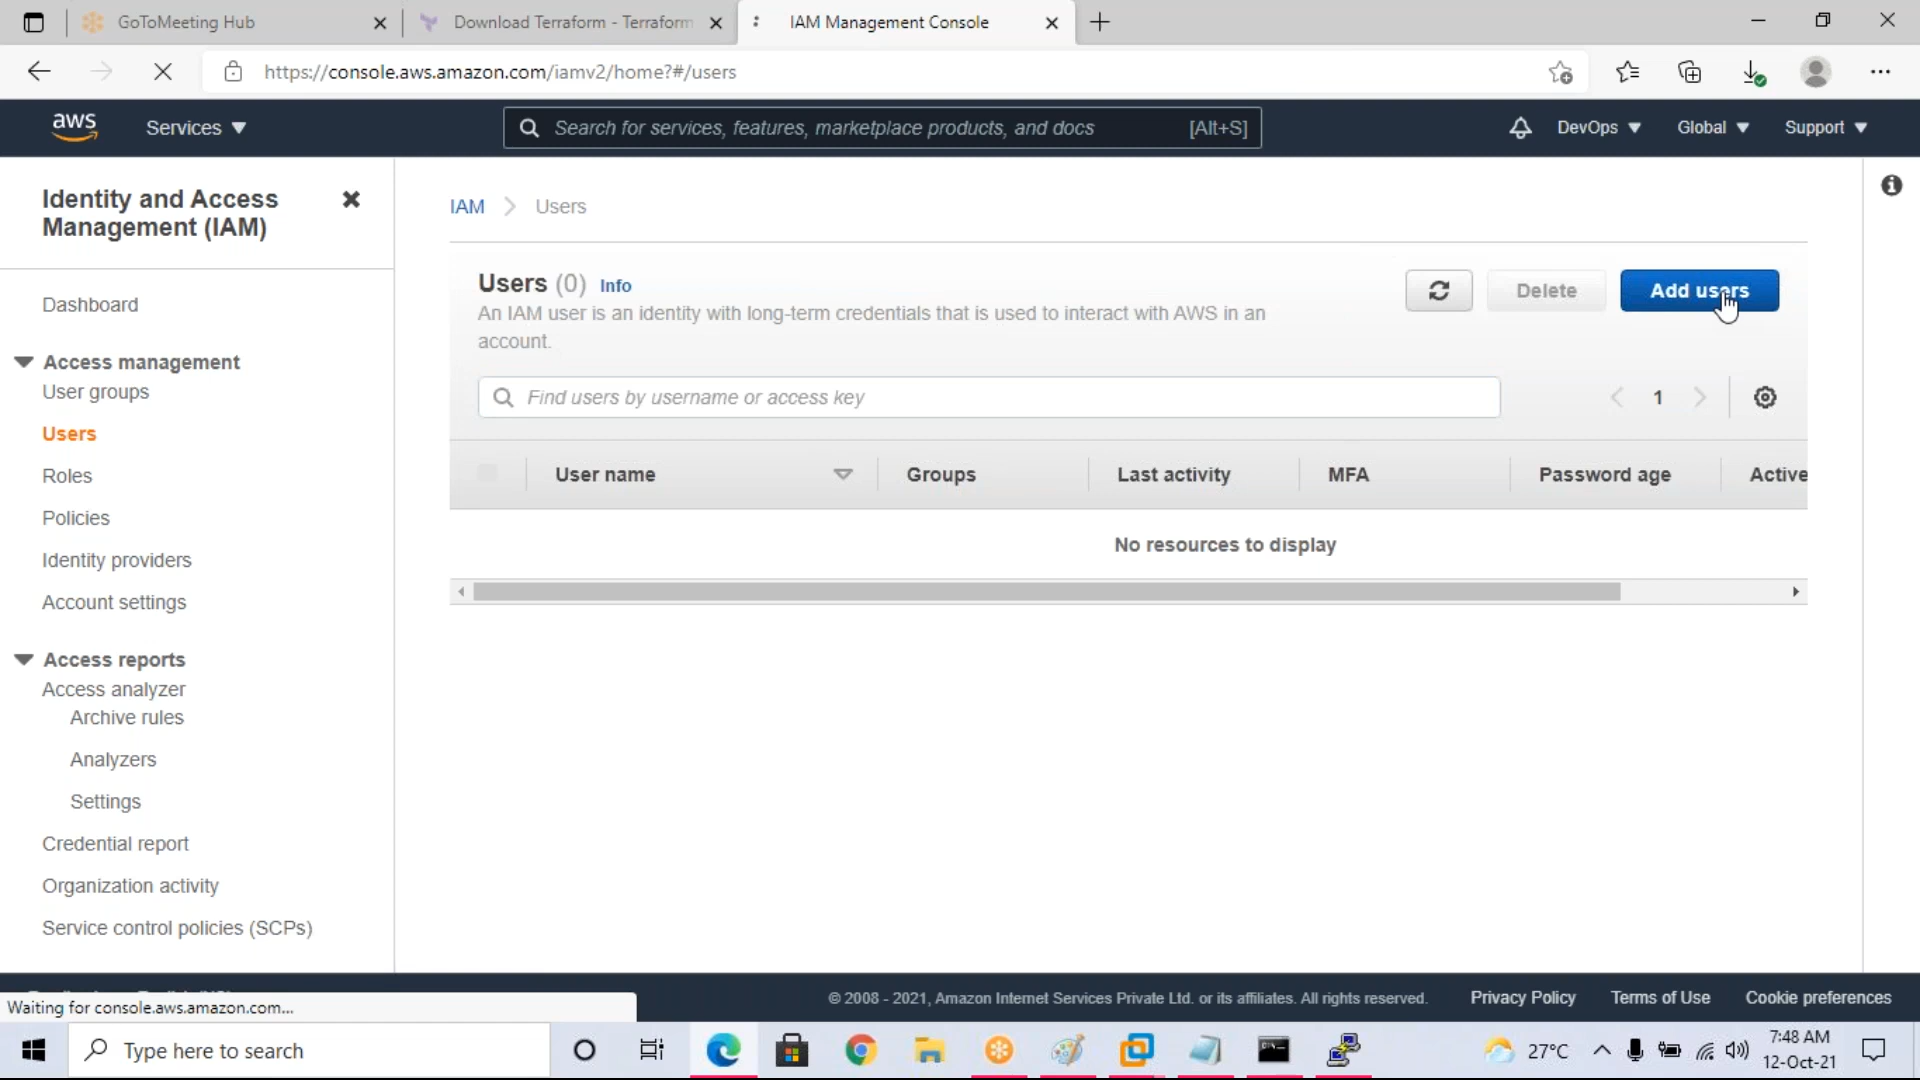 GoToMeeting Hub
Download Terraform - Terraform
IAM Management Console
https://console.aws.amazon.com/iamv2/home?#/users
aws
Services
Search for services, features, marketplace products, and docs
[Alt+S]
DevOps
Global
Support
Identity and Access
Management (IAM)
Dashboard
Access management
User groups
Users
Roles
Policies
Identity providers
Account settings
Access reports
Access analyzer
Archive rules
Analyzers
Settings
Credential report
Organization activity
Service control policies (SCPs)
IAM > Users
Users (0) Info
An IAM user is an identity with long-term credentials that is used to interact with AWS in an
account.
Delete
Add users
Find users by username or access key
1
User name
Groups
Last activity
MFA
Password age
Active
No resources to display
Waiting for console.aws.amazon.com...
© 2008 - 2021, Amazon Internet Services Private Ltd. or its affiliates. All rights reserved.
Privacy Policy
Terms of Use
Cookie preferences
Type here to search
27°C
7:48 AM
12-Oct-21